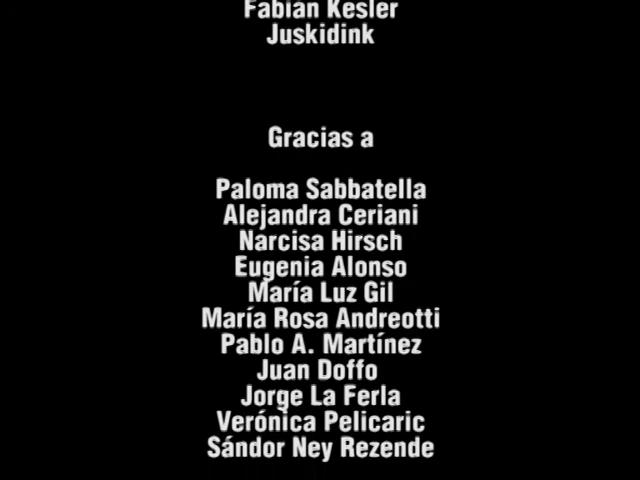 Fabián Kesler
Juskidink
Gracias a
Paloma Sabbatella
Alejandra Ceriani
Narcisa Hirsch
Eugenia Alonso
María Luz Gil
María Rosa Andreotti
Pablo A. Martínez
Juan Doffo
Jorge La Ferla
Verónica Pelicaric
Sándor Ney Rezende